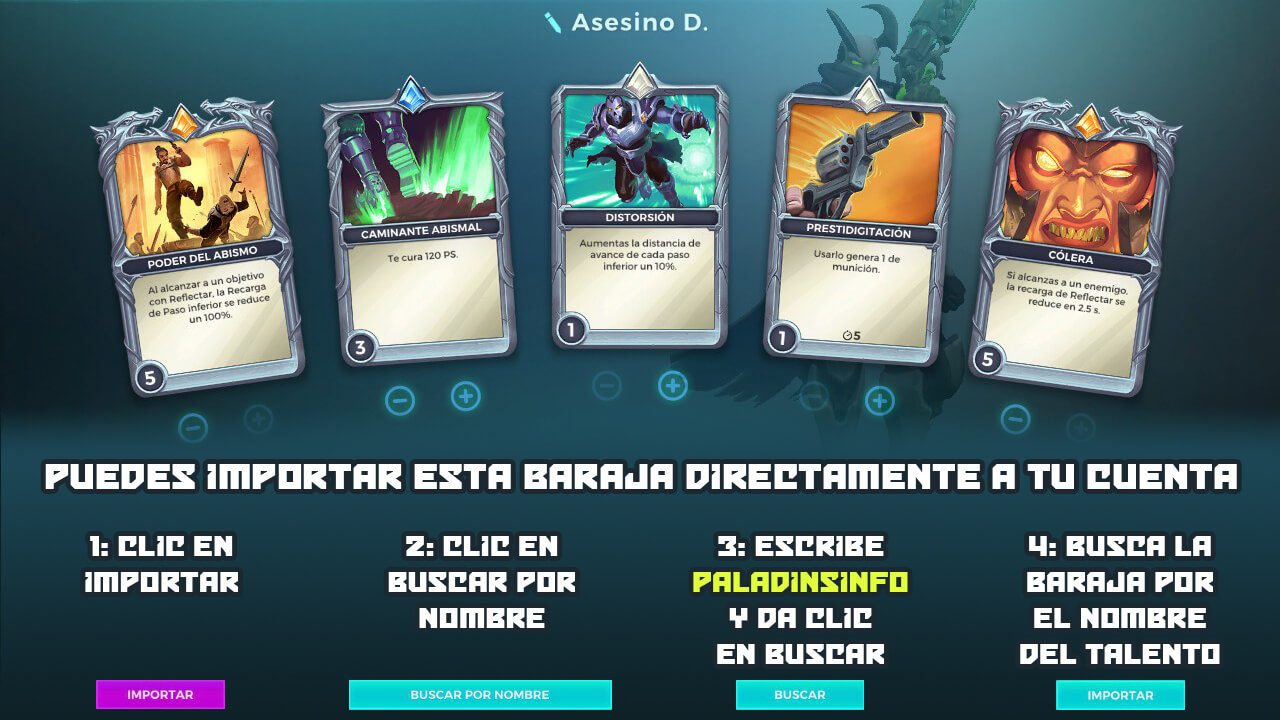 Asesino D.
PODER DEL ABISMO
Al alcanzar a un objetivo
con Reflectar, la Recarga
de Paso inferior se reduce
un 100%.
5
CAMINANTE ABISMAL
Te cura 120 PS.
3
DISTORSIÓN
Aumentas la distancia de
avance de cada paso
inferior un 10%.
1
PRESTIDIGITACIÓN
Usarlo genera 1 de
munición.
5
1
CÓLERA
Si alcanzas a un enemigo,
la recarga de Reflectar se
reduce en 2.5 s.
5
PUEDES IMPORTAR ESTA BARAJA DIRECTAMENTE A TU CUENTA
1: CLIC EN
IMPORTAR
IMPORTAR
2: CLIC EN
BUSCAR POR
NOMBRE
BUSCAR POR NOMBRE
3: ESCRIBE
PALADINSINFO
Y DA CLIC
EN BUSCAR
BUSCAR
4: BUSCA LA
BARAJA POR
EL NOMBRE
DEL TALENTO
IMPORTAR